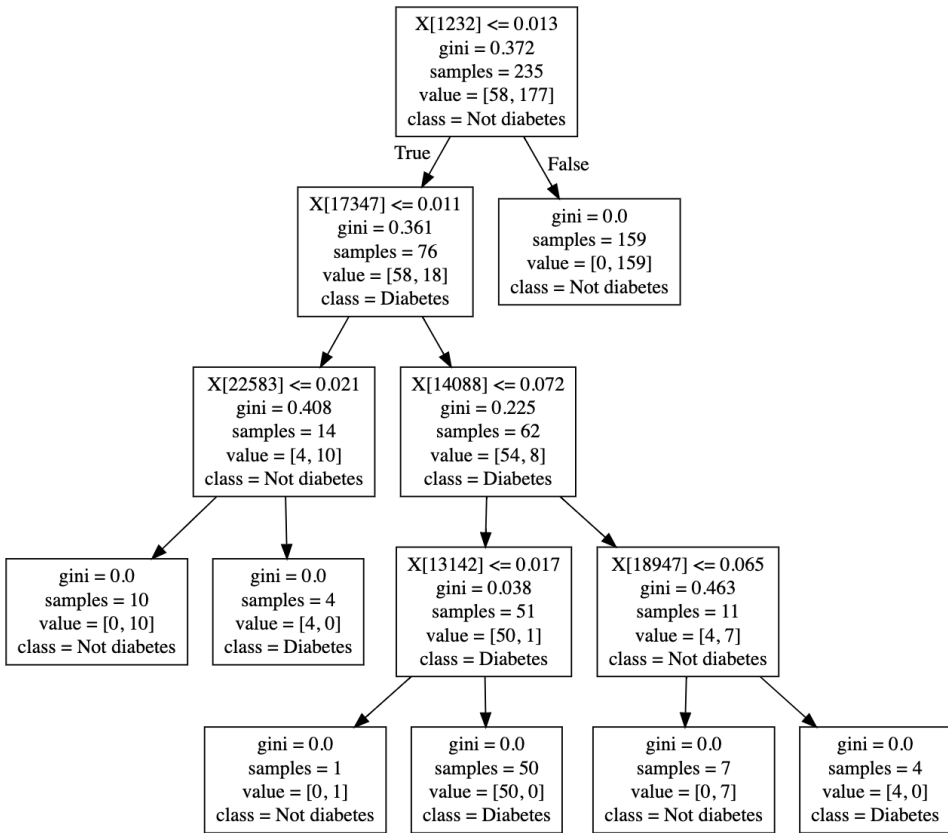 X[1232] <= 0.013
gini = 0.372
samples = 235
value = [58, 177]
class = Not diabetes
True
False
X[17347] <= 0.011
gini = 0.361
samples = 76
value = [58, 18]
class = Diabetes
gini = 0.0
samples = 159
value = [0, 159]
class = Not diabetes
X[22583] <= 0.021
gini = 0.408
samples = 14
value = [4, 10]
class = Not diabetes
X[14088] <= 0.072
gini = 0.225
samples = 62
value = [54, 8]
class = Diabetes
gini = 0.0
samples = 10
value = [0, 10]
class = Not diabetes
gini = 0.0
samples = 4
value = [4, 0]
class = Diabetes
X[13142] <= 0.017
gini = 0.038
samples = 51
value = [50, 1]
class = Diabetes
X[18947] <= 0.065
gini = 0.463
samples = 11
value = [4, 7]
class = Not diabetes
gini = 0.0
samples = 1
value = [0, 1]
class = Not diabetes
gini = 0.0
samples = 50
value = [50, 0]
class = Diabetes
gini = 0.0
samples = 7
value = [0, 7]
class = Not diabetes
gini = 0.0
samples = 4
value = [4, 0]
class = Diabetes